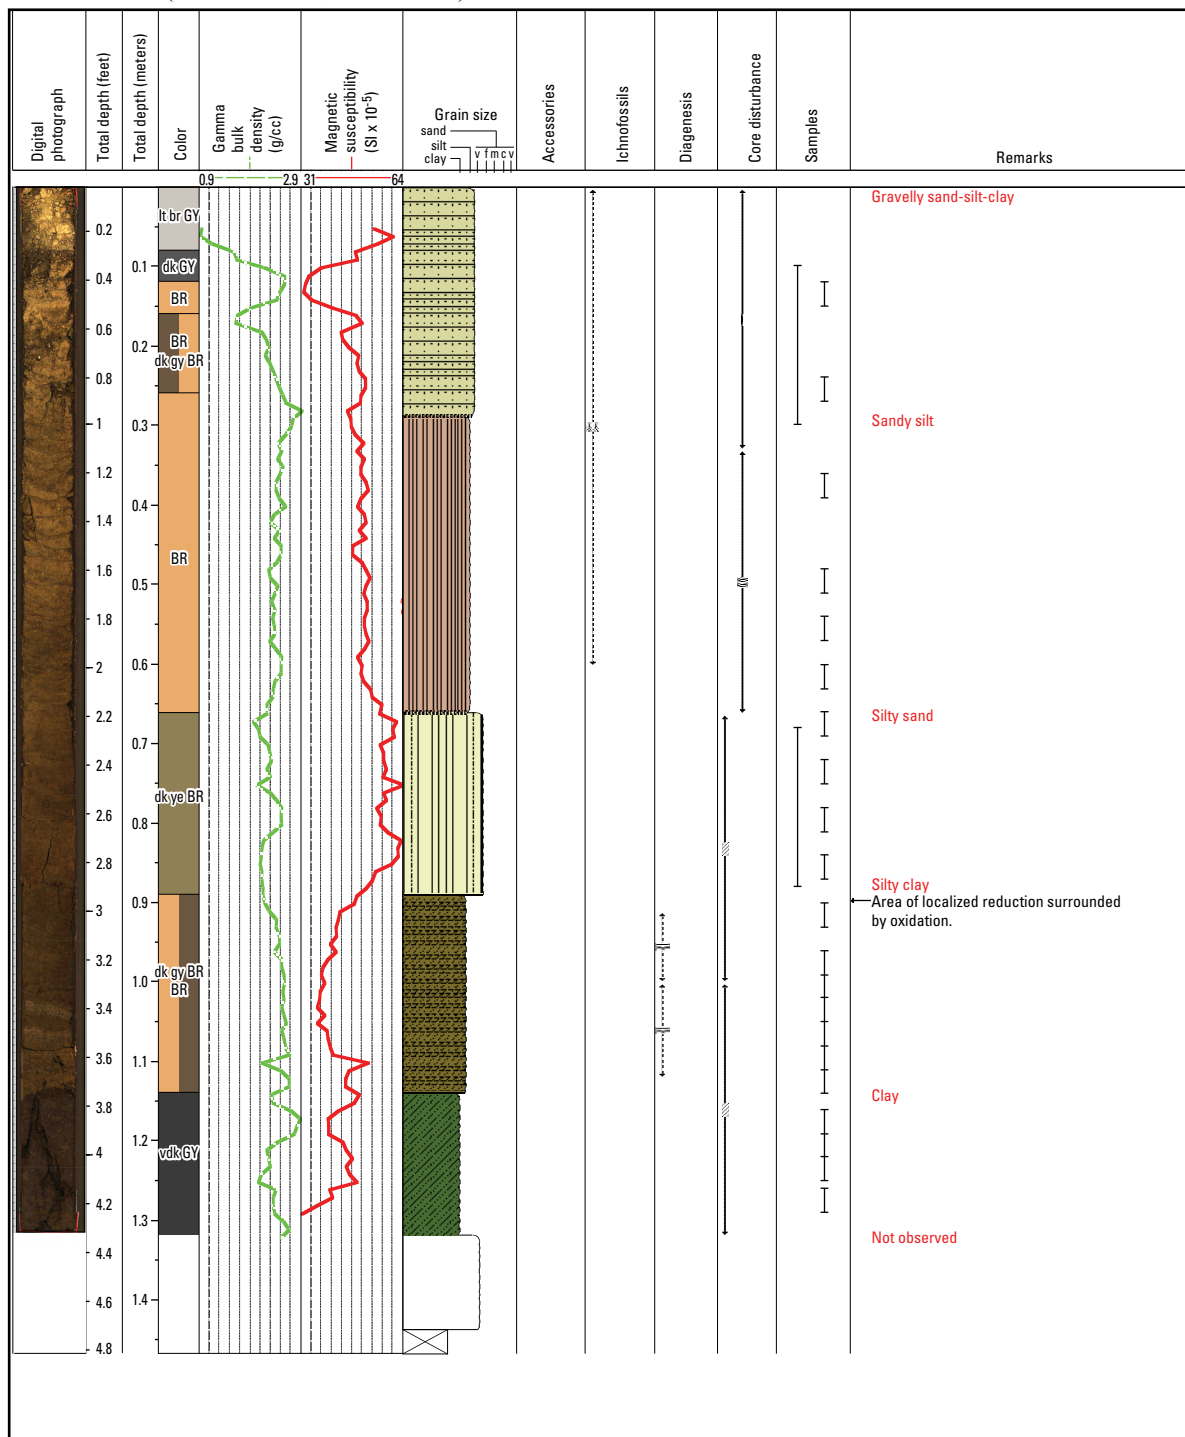 Digital
photograph
Total depth (feet)
Total depth (meters)
Color
Gamma
bulk
density
(g/cc)
Magnetic
susceptibility
(SI x 10-5)
Grain size
sand
silt
v f m c v
clay
Accessories
Ichnofossils
Diagenesis
Core disturbance
Samples
Remarks
0.9
2.9
31
64
lt br GY
dk GY
BR
BR
dk gy BR
BR
dk ye BR
dk gy BR
BR
vdk GY
0.2
0.4
0.6
0.8
1
1.2
1.4
1.6
1.8
2
2.2
2.4
2.6
2.8
3
3.2
3.4
3.6
3.8
4
4.2
4.4
4.6
4.8
0.1
0.2
0.3
0.4
0.5
0.6
0.7
0.8
0.9
1.0
1.1
1.2
1.3
1.4
Gravelly sand-silt-clay
Sandy silt
Silty sand
Silty clay
Area of localized reduction surrounded
by oxidation.
Clay
Not observed